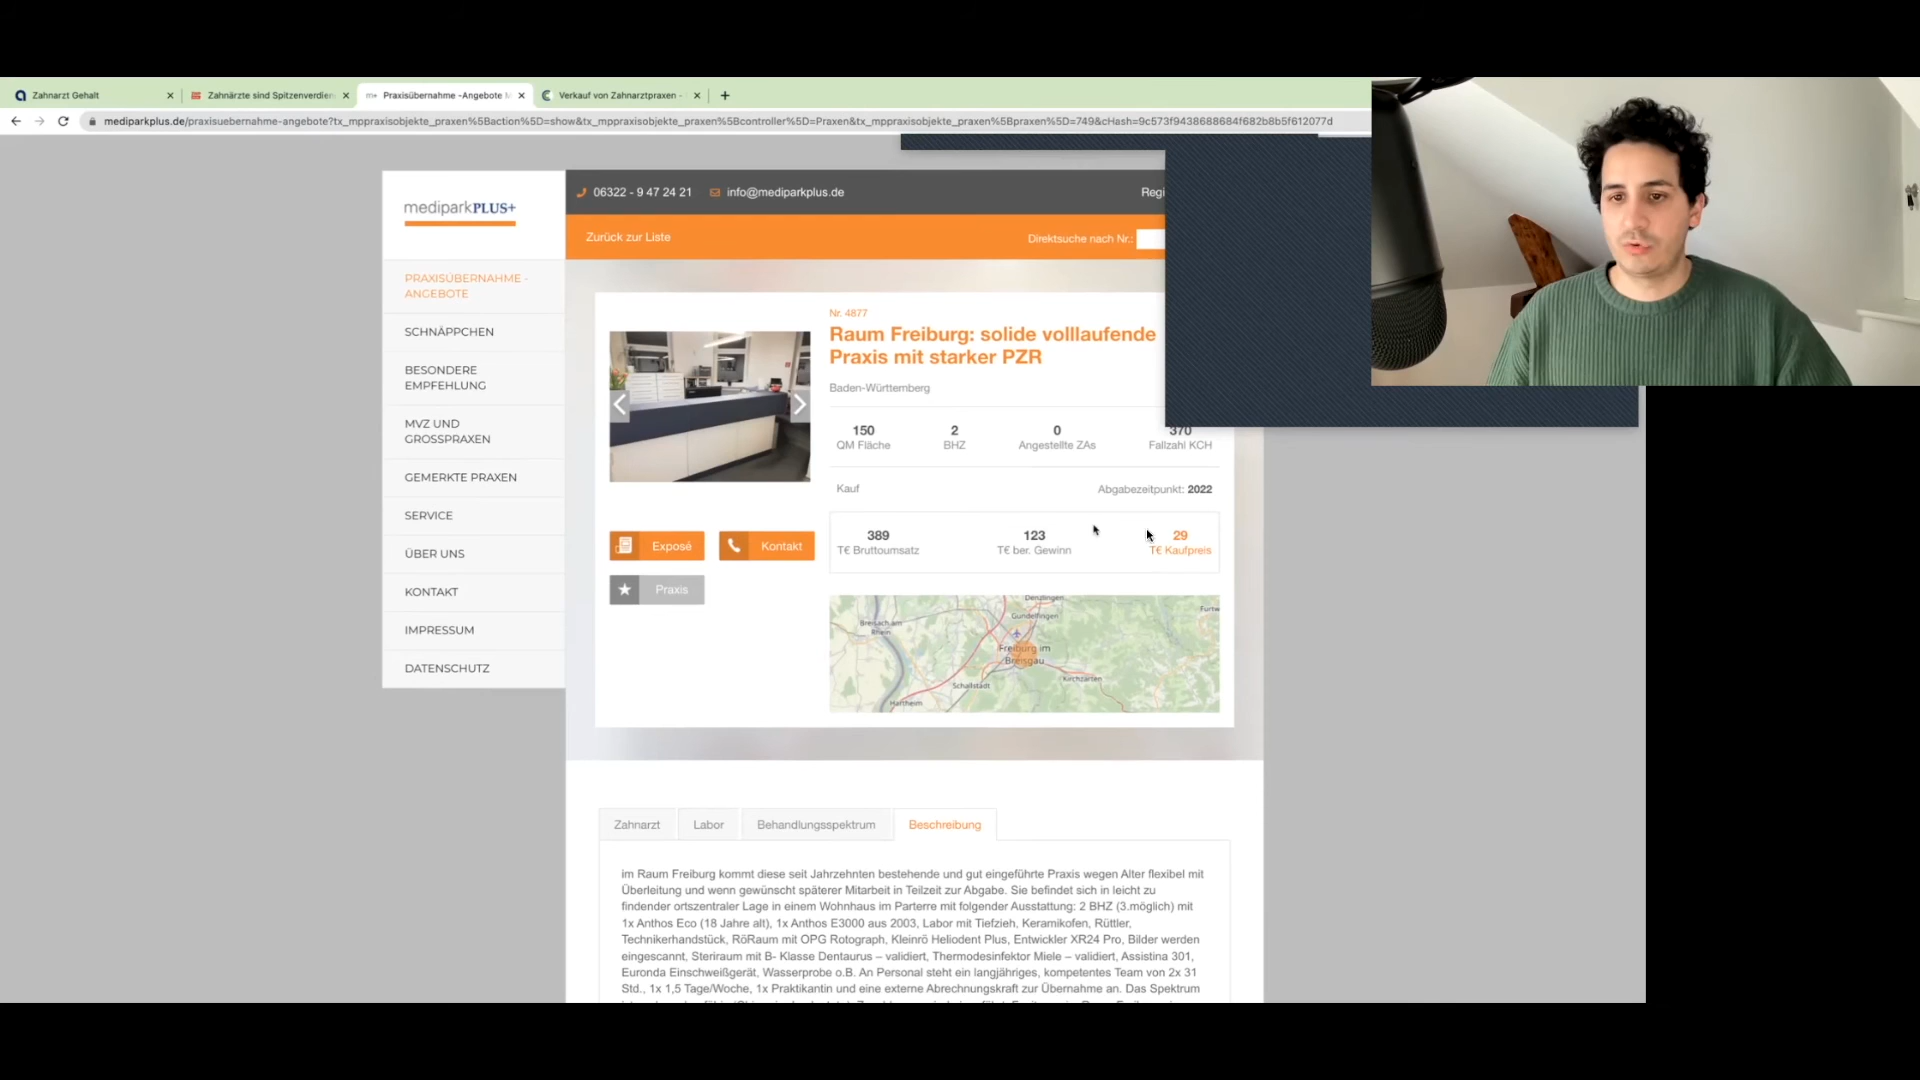 Zahnarzt Gehalt
Zahnärzte sind Spitzenverdien
Praxisübernahme -Angebote M
Verkauf von Zahnarztpraxen -
mediparkplus.de/praxisuebernahme-angebote?tx_mppraxisobjekte_praxen%5Baction%5D=show&tx_mppraxisobjekte_praxen%5Bcontroller%5D=Praxen&tx_mppraxisobjekte_praxen%5Bpraxen%5D=749&cHash=9c573f9438688684f682b8b5f612077d
mediparkPLUS+
06322 - 9 47 24 21
info@mediparkplus.de
Regi
Zurück zur Liste
Direktsuche nach Nr.:
PRAXISÜBERNAHME -
ANGEBOTE
SCHNÄPPCHEN
BESONDERE
EMPFEHLUNG
MVZ UND
GROSSPRAXEN
GEMERKTE PRAXEN
SERVICE
ÜBER UNS
KONTAKT
IMPRESSUM
DATENSCHUTZ
Nr. 4877
Raum Freiburg: solide volllaufende
Praxis mit starker PZR
Baden-Württemberg
150 2 0 370
QM Fläche BHZ Angestellte ZAs Fallzahl KCH
Kauf Abgabezeitpunkt: 2022
389 123 29
T€ Bruttoumsatz T€ ber. Gewinn T€ Kaufpreis
Exposé
Kontakt
Praxis
Denzlingen
Gundelfingen
Furtw
Breisach am
Rhein
Freiburg im
Breisgau
Kirchzarten
Schallstadt
Hartheim
Zahnarzt Labor Behandlungsspektrum Beschreibung
im Raum Freiburg kommt diese seit Jahrzehnten bestehende und gut eingeführte Praxis wegen Alter flexibel mit
Überleitung und wenn gewünscht späterer Mitarbeit in Teilzeit zur Abgabe. Sie befindet sich in leicht zu
findender ortszentraler Lage in einem Wohnhaus im Parterre mit folgender Ausstattung: 2 BHZ (3.möglich) mit
1x Anthos Eco (18 Jahre alt), 1x Anthos E3000 aus 2003, Labor mit Tiefzieh, Keramikofen, Rüttler,
Technikerhandstück, RöRaum mit OPG Rotograph, Kleinrö Heliodent Plus, Entwickler XR24 Pro, Bilder werden
eingescannt, Steriraum mit B- Klasse Dentaurus – validiert, Thermodesinfektor Miele – validiert, Assistina 301,
Euronda Einschweißgerät, Wasserprobe o.B. An Personal steht ein langjähriges, kompetentes Team von 2x 31
Std., 1x 1,5 Tage/Woche, 1x Praktikantin und eine externe Abrechnungskraft zur Übernahme an. Das Spektrum